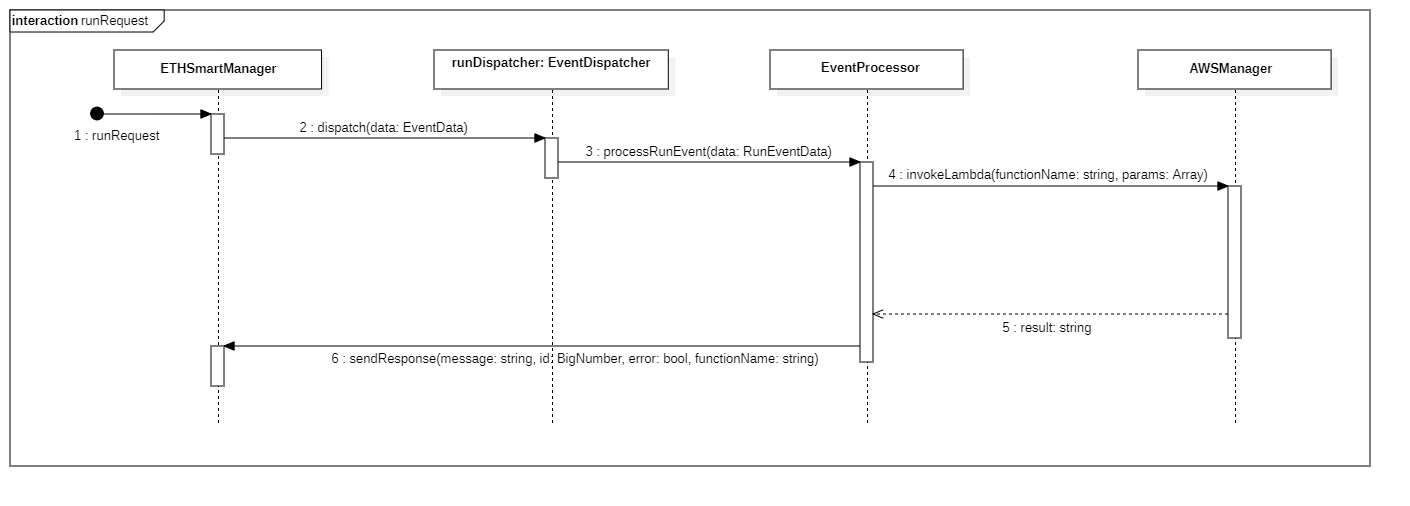 interaction runRequest
ETHSmartManager
runDispatcher: EventDispatcher
EventProcessor
AWSManager
1 : runRequest
2 : dispatch(data: EventData)
3 : processRunEvent(data: RunEventData)
4 : invokeLambda(functionName: string, params: Array)
5 : result: string
6 : sendResponse(message: string, id: BigNumber, error: bool, functionName: string)